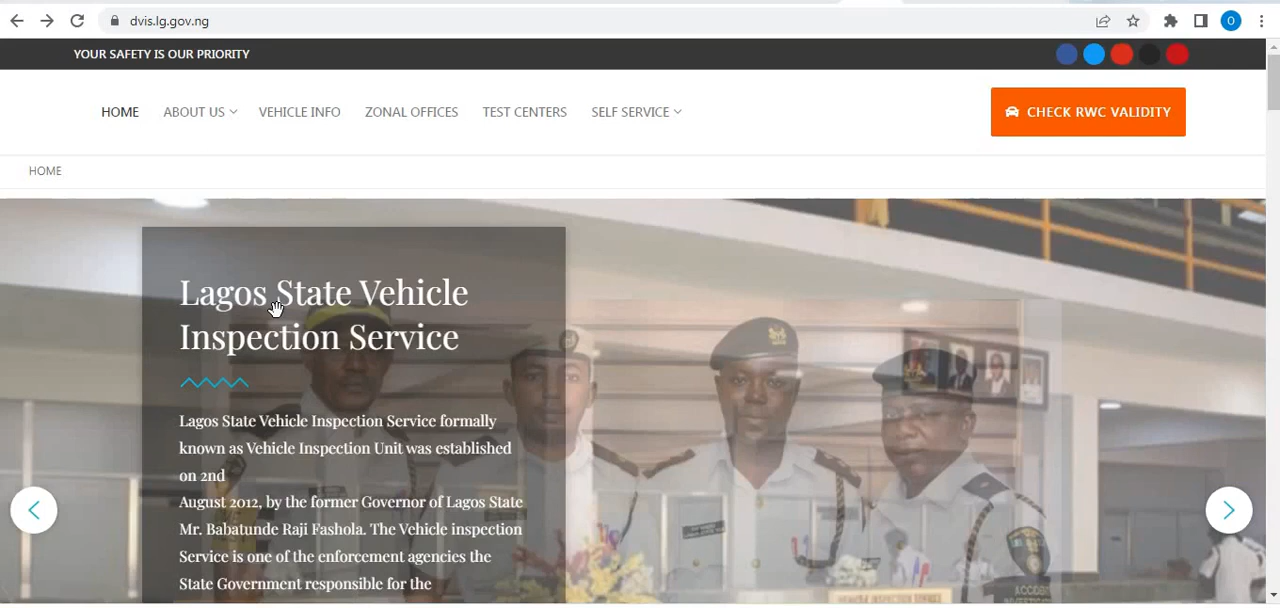 dvis.lg.gov.ng
O
YOUR SAFETY IS OUR PRIORITY
HOME ABOUT US VEHICLE INFO ZONAL OFFICES TEST CENTERS SELF SERVICE CHECK RWC VALIDITY
HOME
Lagos State Vehicle
Inspection Service
Lagos State Vehicle Inspection Service formally
known as Vehicle Inspection Unit was established
on 2nd
August 2012, by the former Governor of Lagos State
Mr. Babatunde Raji Fashola. The Vehicle inspection
Service is one of the enforcement agencies the
State Government responsible for the